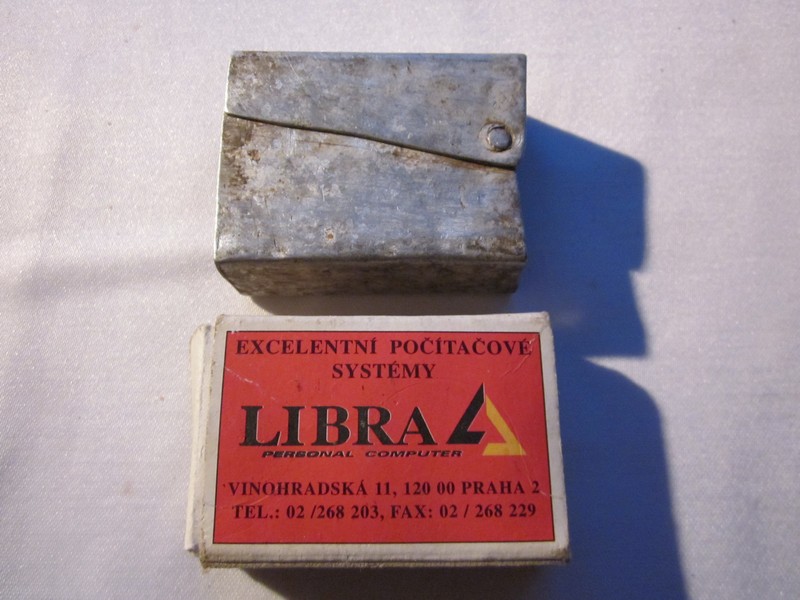 EXCELENTNÍ POČÍTAČOVÉ
SYSTÉMY
LIBRA
PERSONAL COMPUTER
VINOHRADSKÁ 11, 120 00 PRAHA 2
TEL.: 02 /268 203, FAX: 02 / 268 229